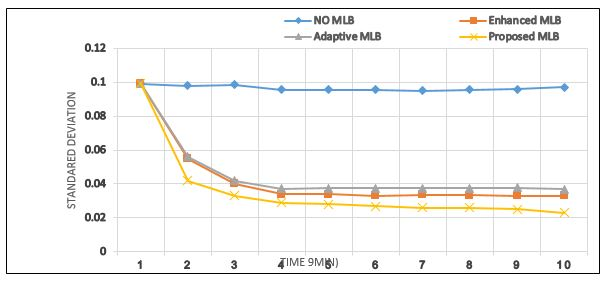 NO MLB Enhanced MLB
Adaptive MLB Proposed MLB
0.12
0.1
0.08
0.06
0.04
0.02
0
STANDARED DEVIATION
1 2 3 4 5 6 7 8 9 10
TIME 9MIN)